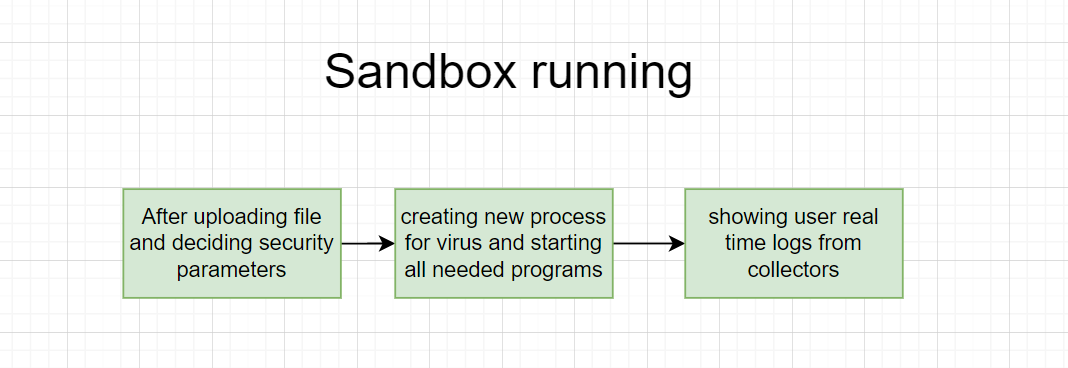 Sandbox running
After uploading file
and deciding security
parameters
creating new process
for virus and starting
all needed programs
showing user real
time logs from
collectors